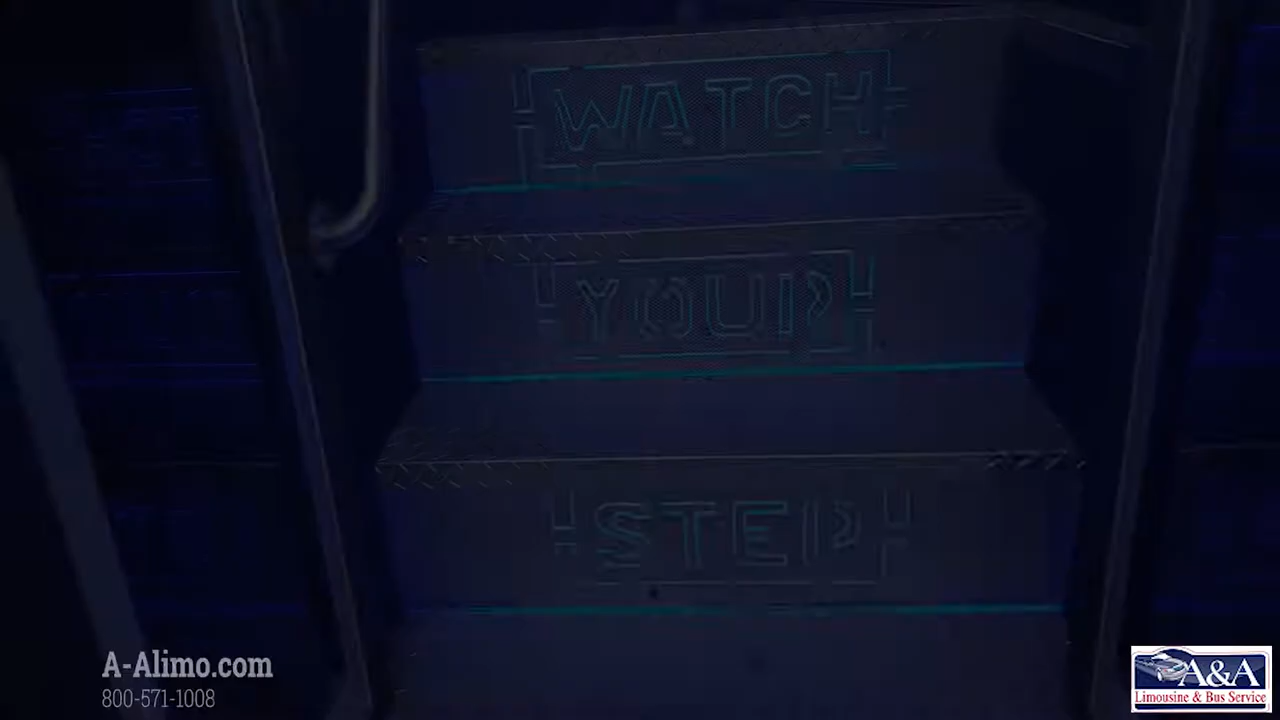 WATCH
YOUR
STEP
A-Alimo.com
800-571-1008
A&A
Limousine & Bus Service